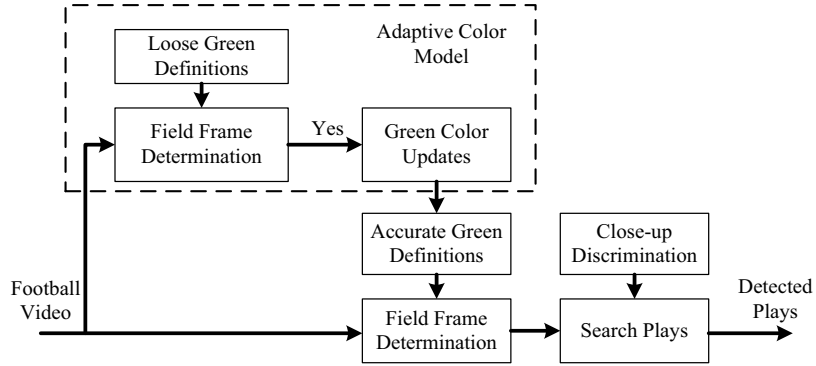 Adaptive Color
Model
Loose Green
Definitions
Field Frame
Determination
Yes
Green Color
Updates
Accurate Green
Definitions
Close-up
Discrimination
Football
Video
Field Frame
Determination
Search Plays
Detected
Plays